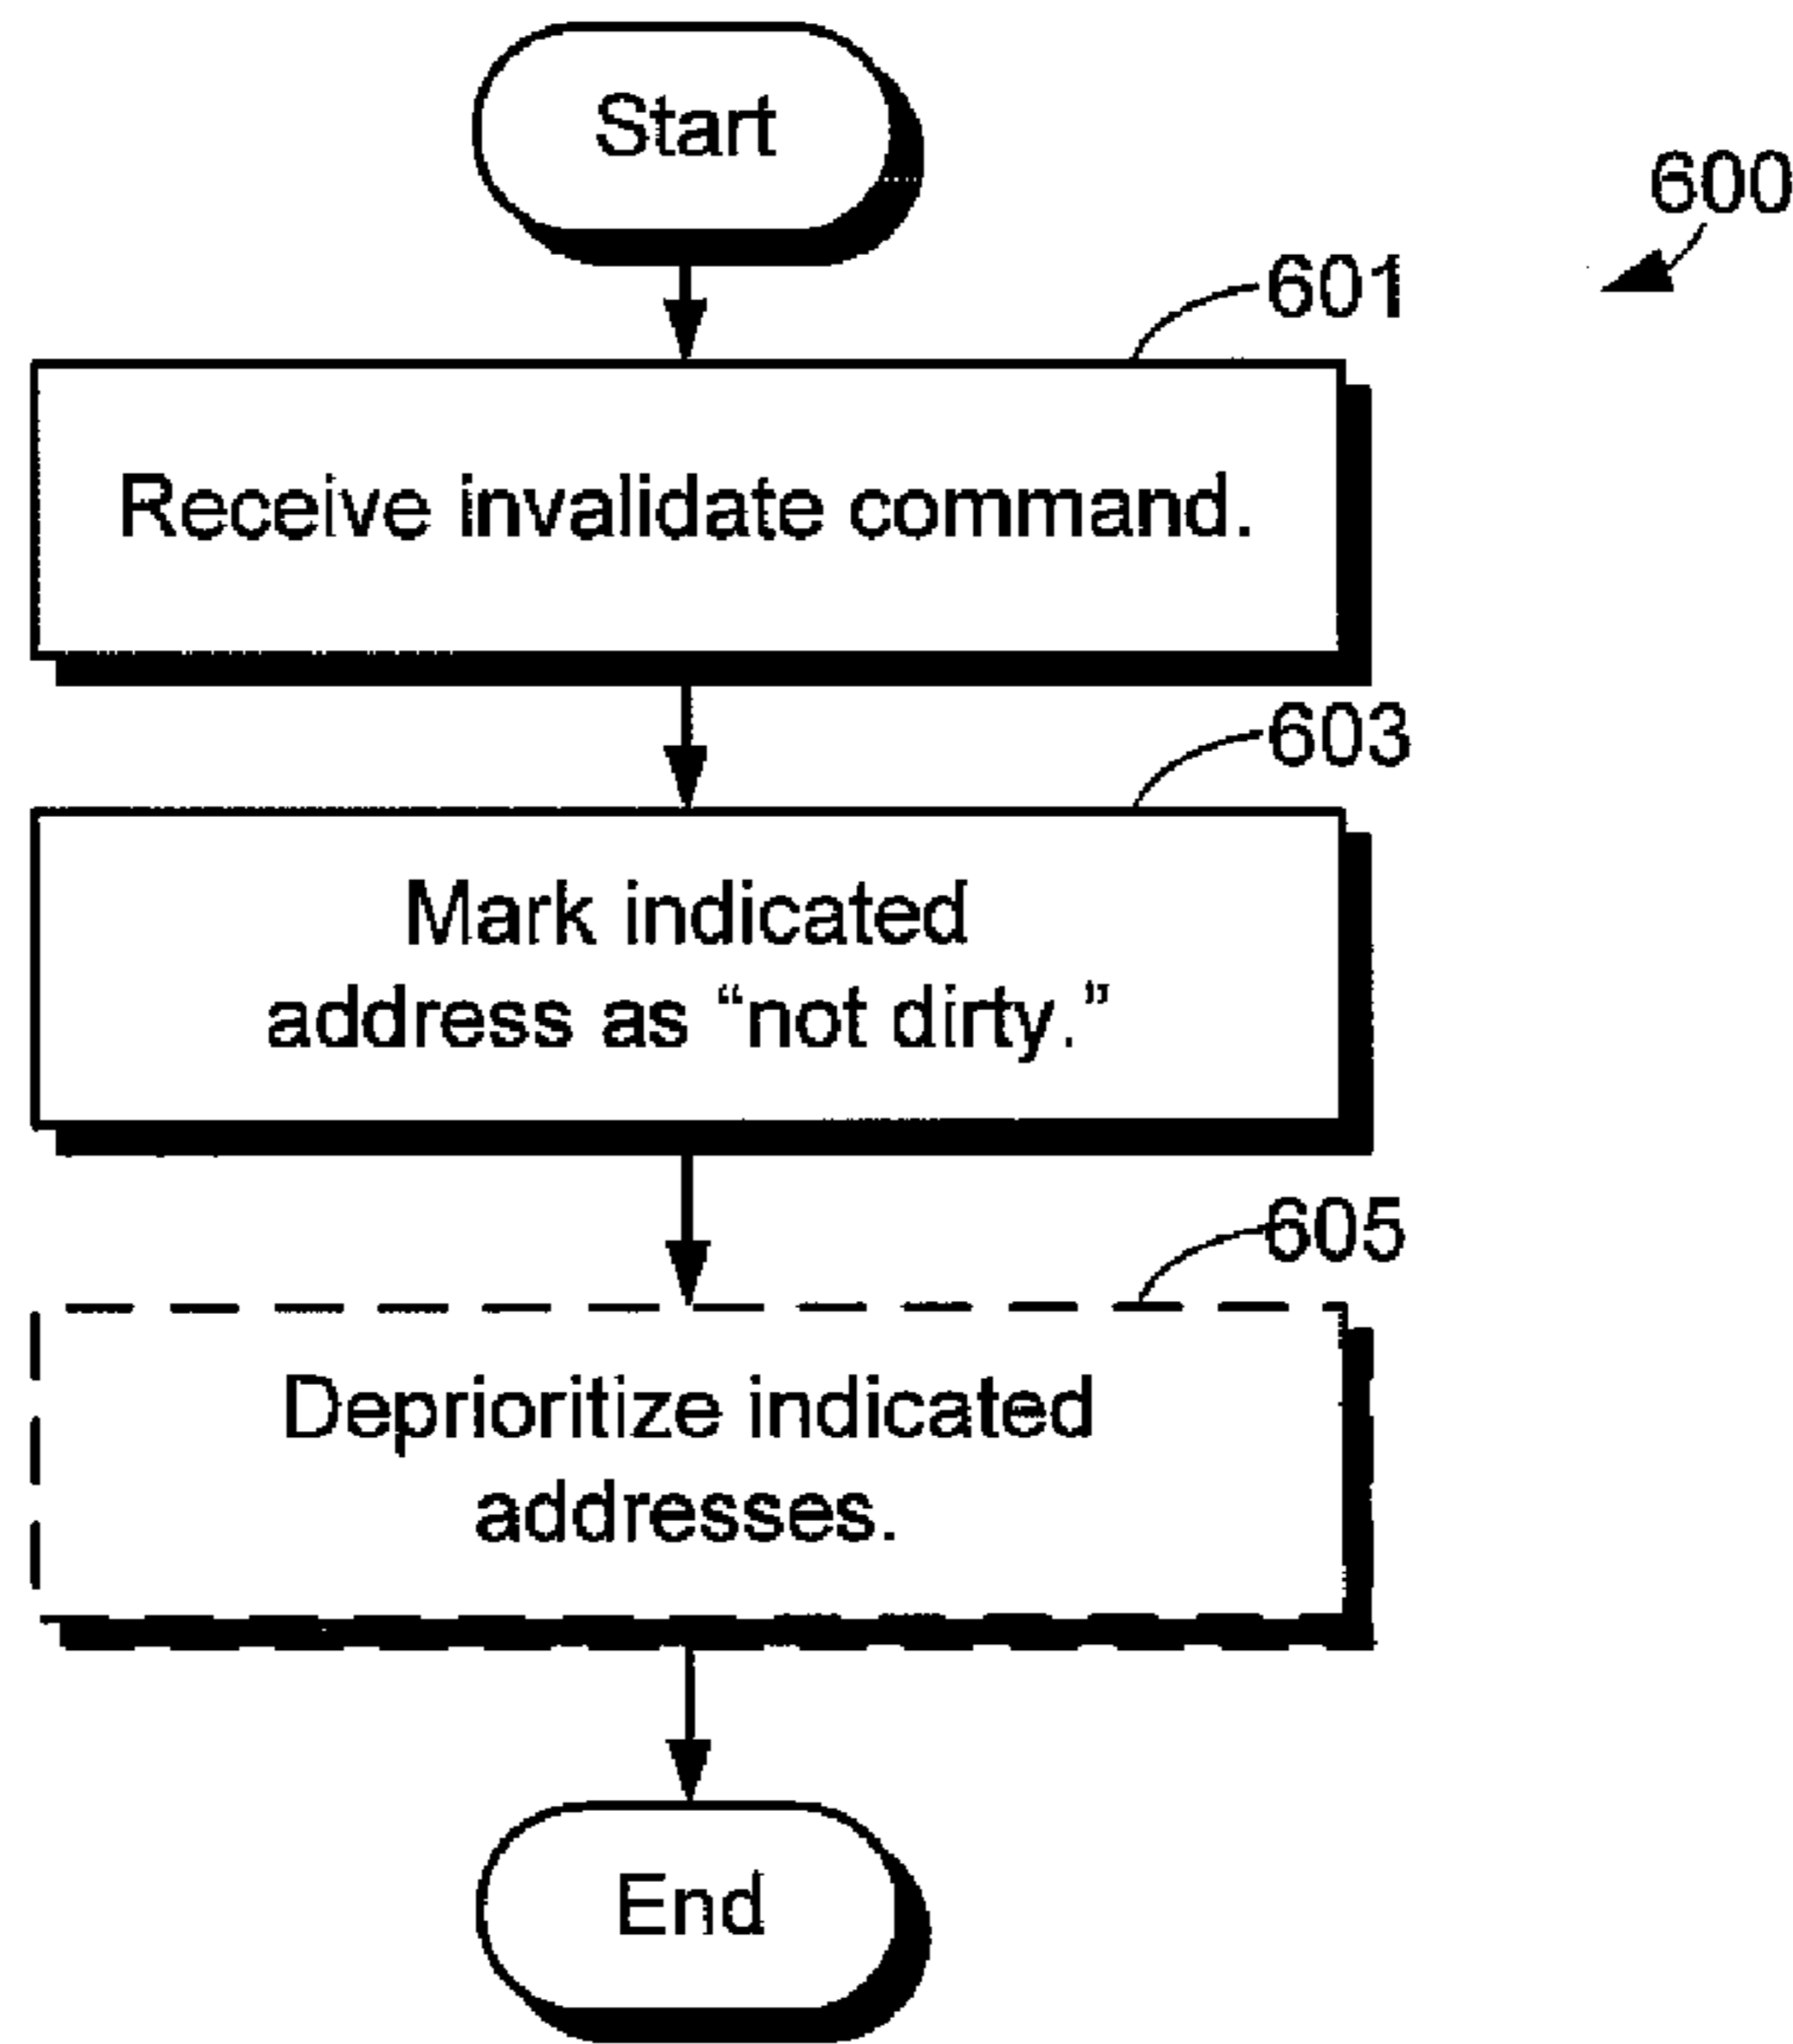 Start
600
601
Receive invalidate command.
603
Mark indicated
address as “not dirty.”
605
Deprioritize indicated
addresses.
End